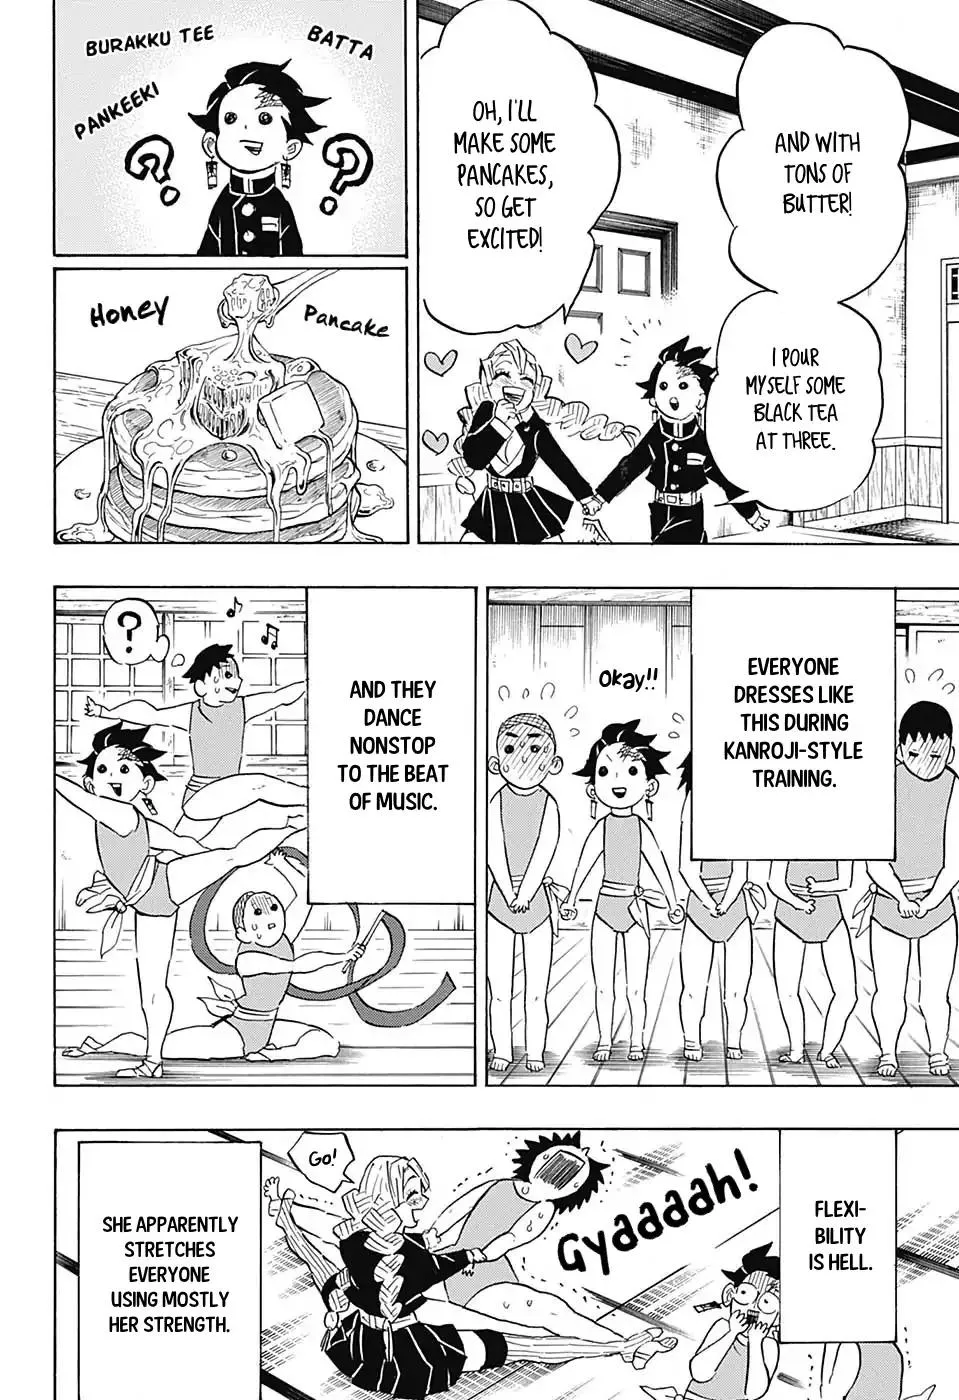 AND WITH
TONS OF
BUTTER!
I POUR
MYSELF SOME
BLACK TEA
AT THREE.
OH, I'LL
MAKE SOME
PANCAKES,
SO GET
EXCITED!
BATTA
BURAKKU TEE
PANKEEKI
? ?
Honey
Pancake
EVERYONE
DRESSES LIKE
THIS DURING
KANROJI-STYLE
TRAINING.
Okay!!
AND THEY
DANCE
NONSTOP
TO THE BEAT
OF MUSIC.
?
FLEXI-
BILITY
IS HELL.
Gyaaaah!
Go!
SHE APPARENTLY
STRETCHES
EVERYONE
USING MOSTLY
HER STRENGTH.